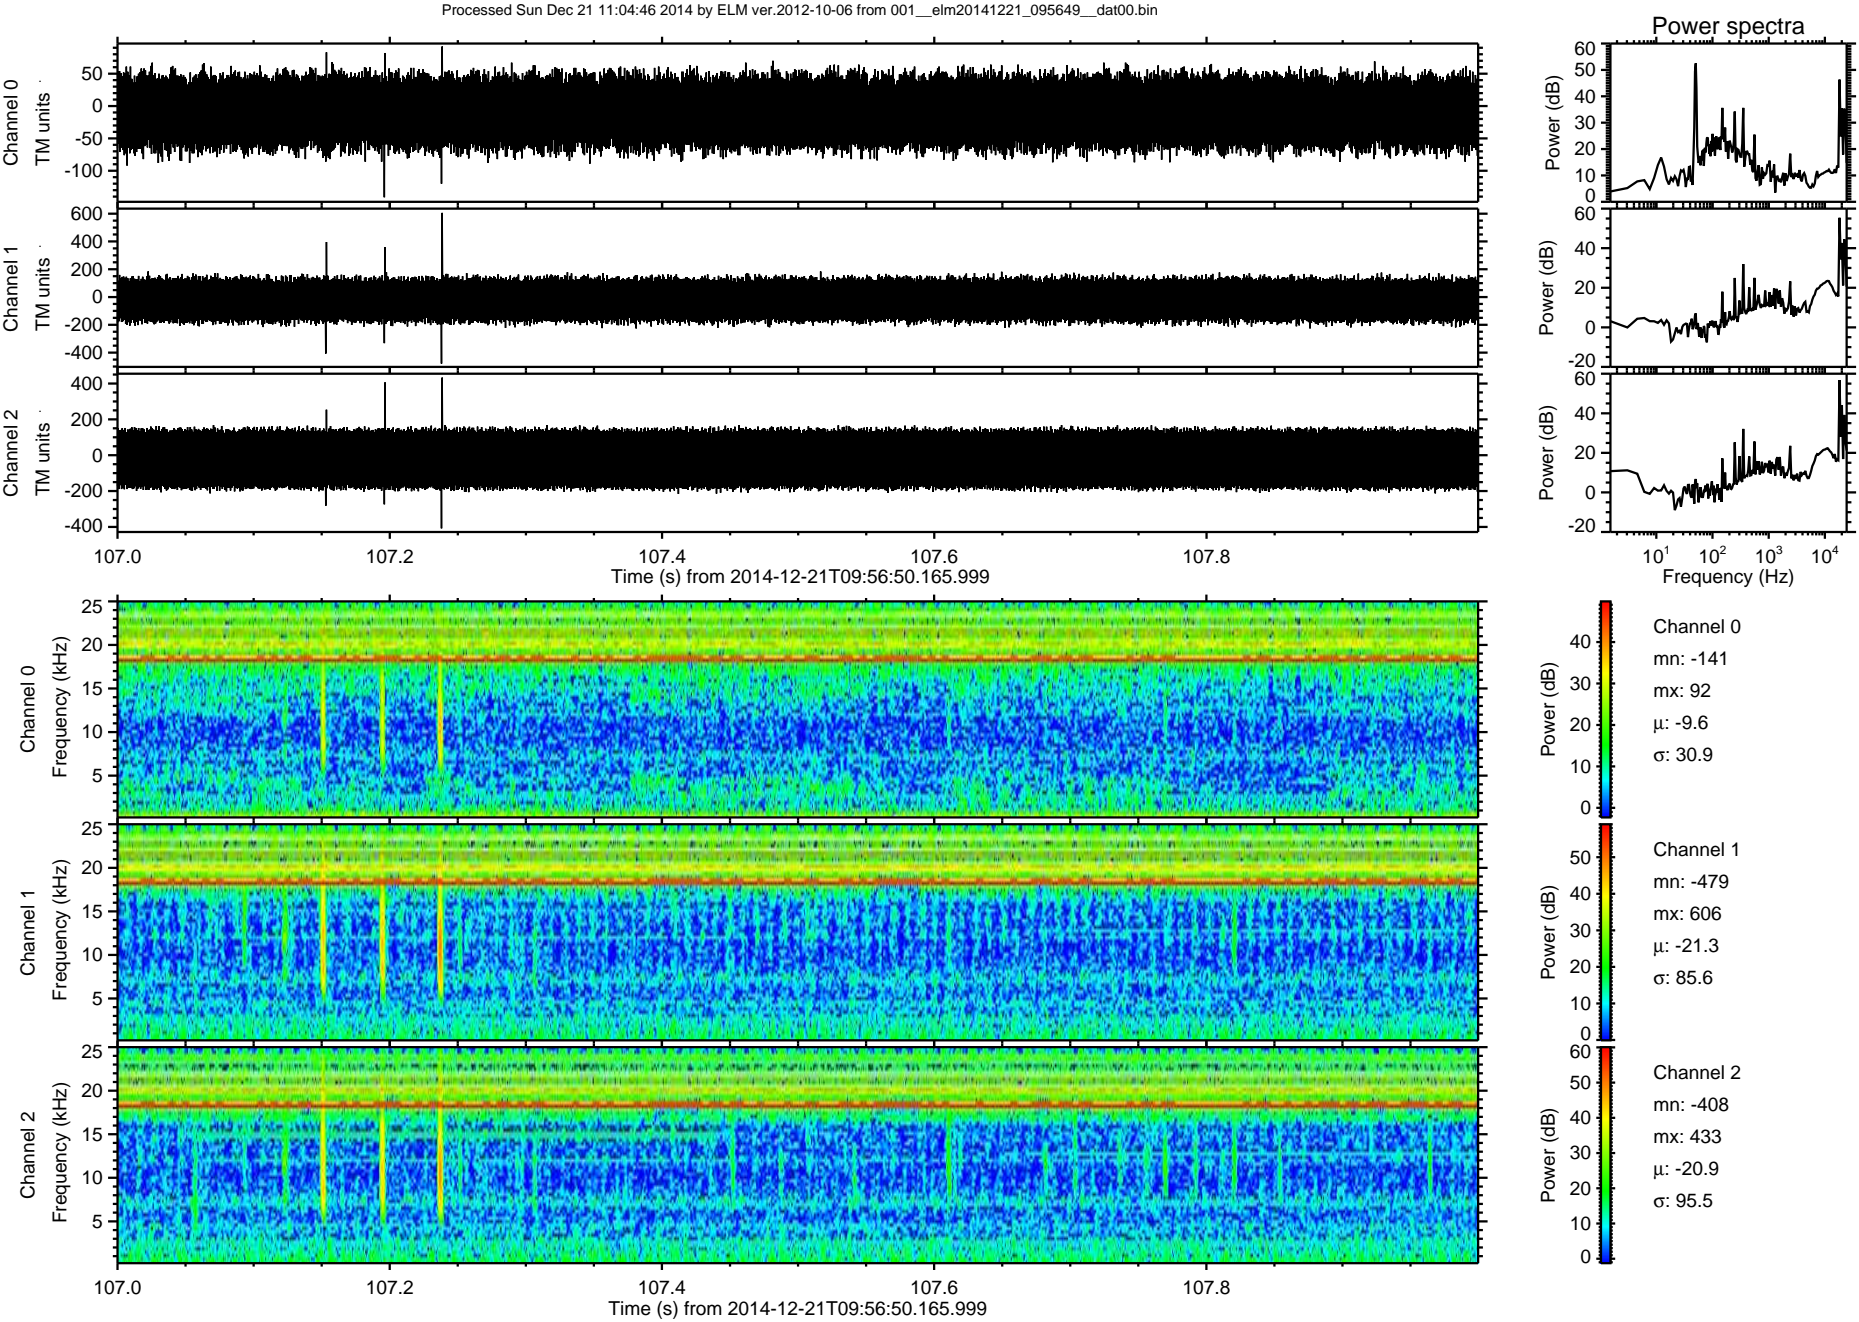 Processed Sun Dec 21 11:04:46 2014 by ELM ver.2012-10-06 from 001__elm20141221_095649__dat00.bin
Power spectra
Channel 0
TM units
50
0
-50
-100
Power (dB)
60
50
40
30
20
10
0
Channel 1
TM units
600
400
200
0
-200
-400
Power (dB)
60
40
20
0
-20
Channel 2
TM units
400
200
0
-200
-400
Power (dB)
60
40
20
0
-20
107.0 107.2 107.4 107.6 107.8
Time (s) from 2014-12-21T09:56:50.165.999
10¹ 10² 10³ 10⁴
Frequency (Hz)
Channel 0
Frequency (kHz)
25
20
15
10
5
Power (dB)
40
30
20
10
0
Channel 0
mn: -141
mx: 92
μ: -9.6
σ: 30.9
Channel 1
Frequency (kHz)
25
20
15
10
5
Power (dB)
50
40
30
20
10
0
Channel 1
mn: -479
mx: 606
μ: -21.3
σ: 85.6
Channel 2
Frequency (kHz)
25
20
15
10
5
Power (dB)
60
50
40
30
20
10
0
Channel 2
mn: -408
mx: 433
μ: -20.9
σ: 95.5
107.0 107.2 107.4 107.6 107.8
Time (s) from 2014-12-21T09:56:50.165.999